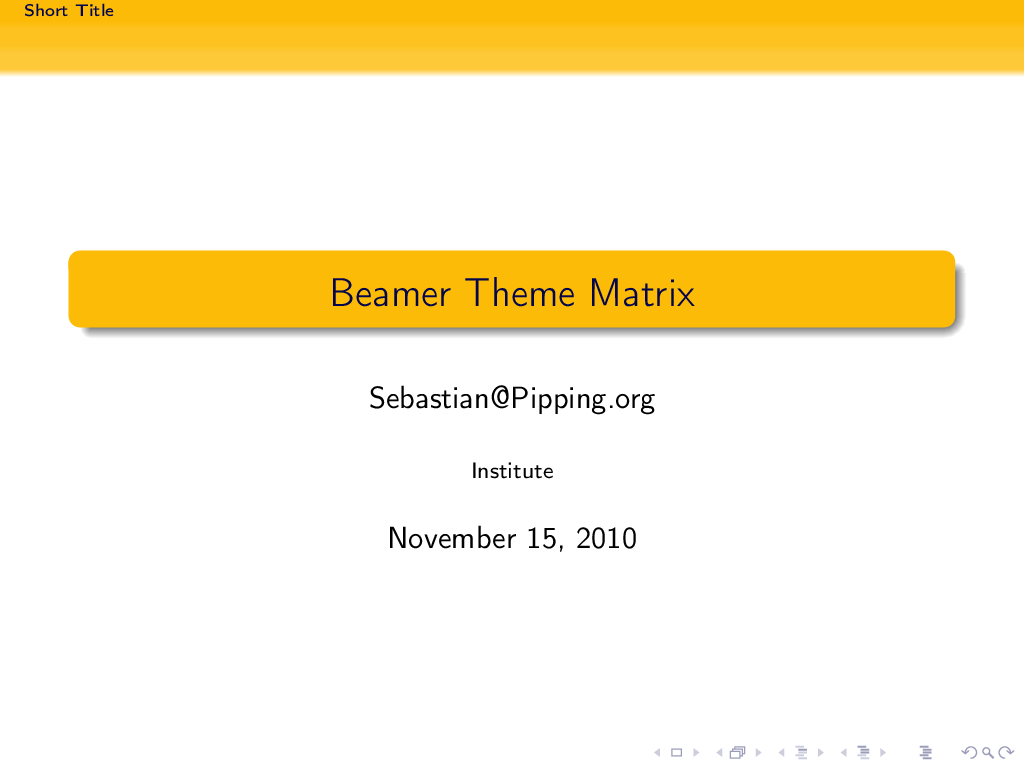 Short Title
Beamer Theme Matrix
Sebastian@Pipping.org
Institute
November 15, 2010